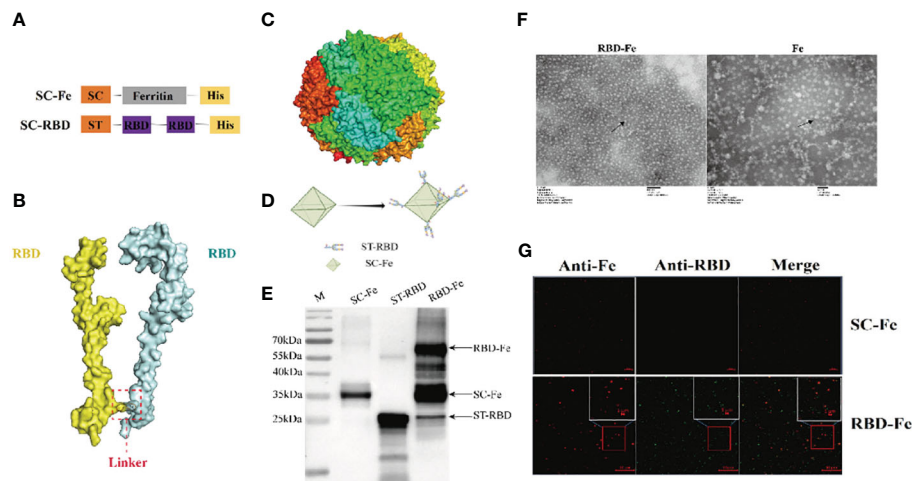 A
SC-Fe SC Ferritin His
SC-RBD ST RBD RBD His
B
RBD
RBD
Linker
C
D
ST-RBD
SC-Fe
E
M SC-Fe ST-RBD RBD-Fe
70kDa
55kDa
40kDa
35kDa
25kDa
RBD-Fe
SC-Fe
ST-RBD
F
RBD-Fe Fe
G
Anti-Fe Anti-RBD Merge
SC-Fe
RBD-Fe